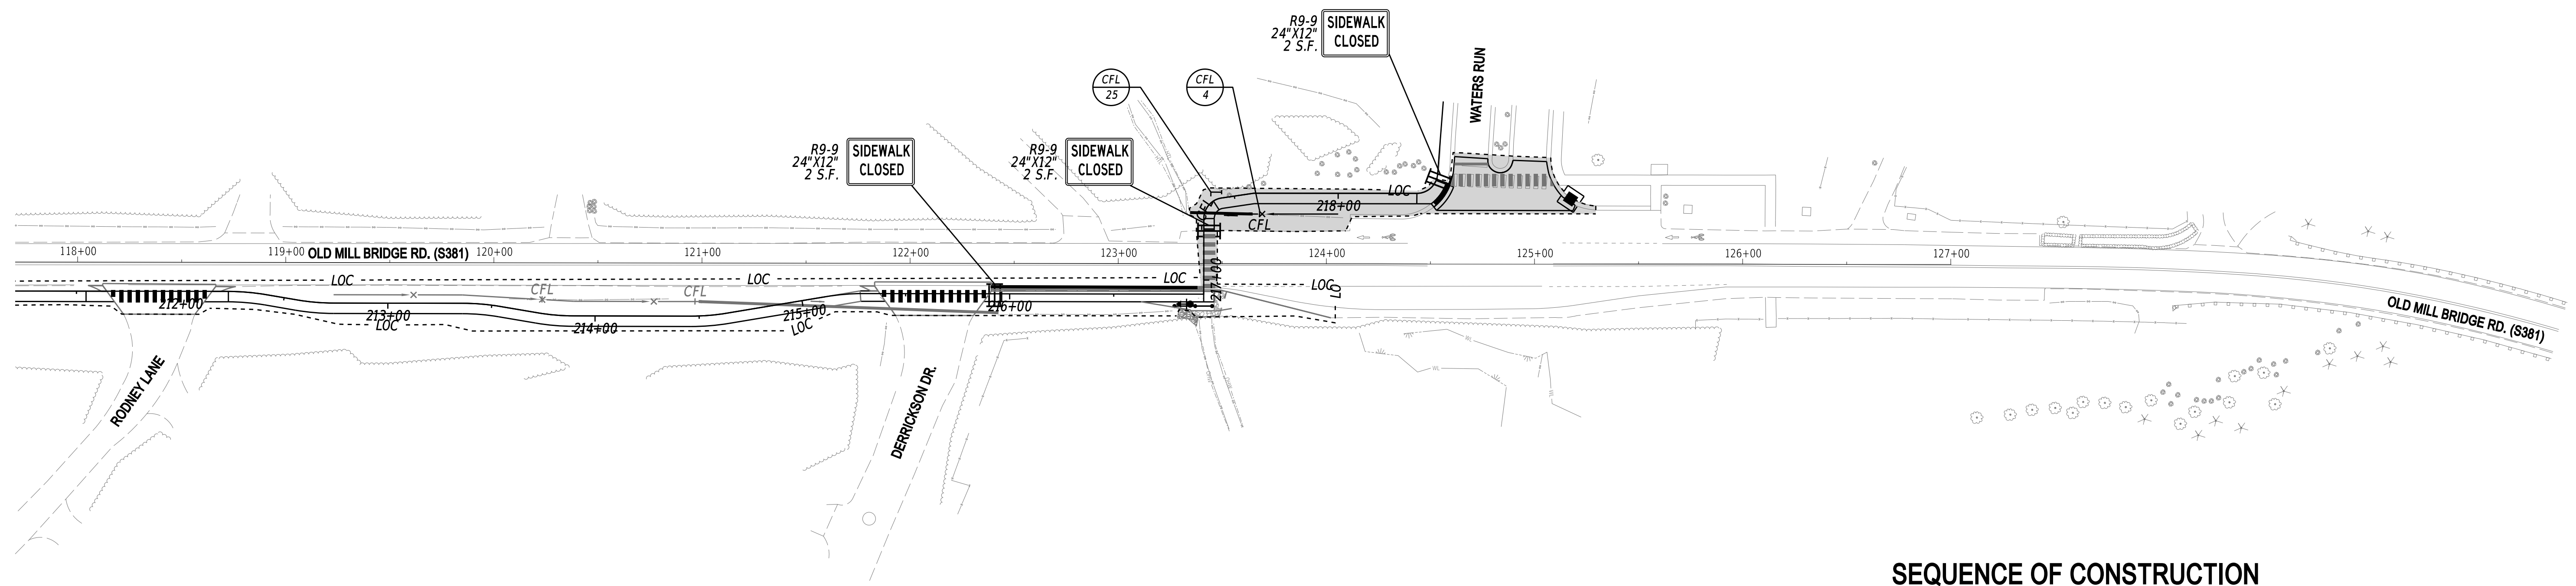 R9-9
24"X12"
2 S.F.
SIDEWALK
CLOSED
WATERS RUN
CFL
25
CFL
4
R9-9
24"X12"
2 S.F.
SIDEWALK
CLOSED
R9-9
24"X12"
2 S.F.
SIDEWALK
CLOSED
LOC
218+00
CFL
118+00
119+00
OLD MILL BRIDGE RD. (S381)
120+00
121+00
122+00
123+00
124+00
125+00
126+00
127+00
LOC
LOC
LOC
LOC
LO
CFL
CFL
217+00
212+00
213+00
LOC
214+00
215+00
LOC
216+00
OLD MILL BRIDGE RD. (S381)
RODNEY LANE
DERRICKSON DR.
WL
WL
SEQUENCE OF CONSTRUCTION